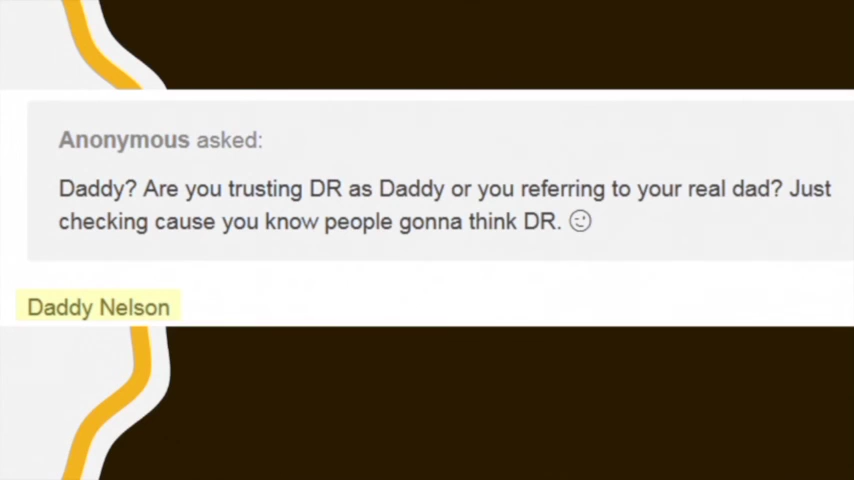 Anonymous asked:
Daddy? Are you trusting DR as Daddy or you referring to your real dad? Just
checking cause you know people gonna think DR. 😉
Daddy Nelson